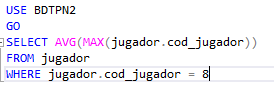 USE BDTPN2
GO
SELECT AVG(MAX(jugador.cod_jugador))
FROM jugador
WHERE jugador.cod_jugador = 8